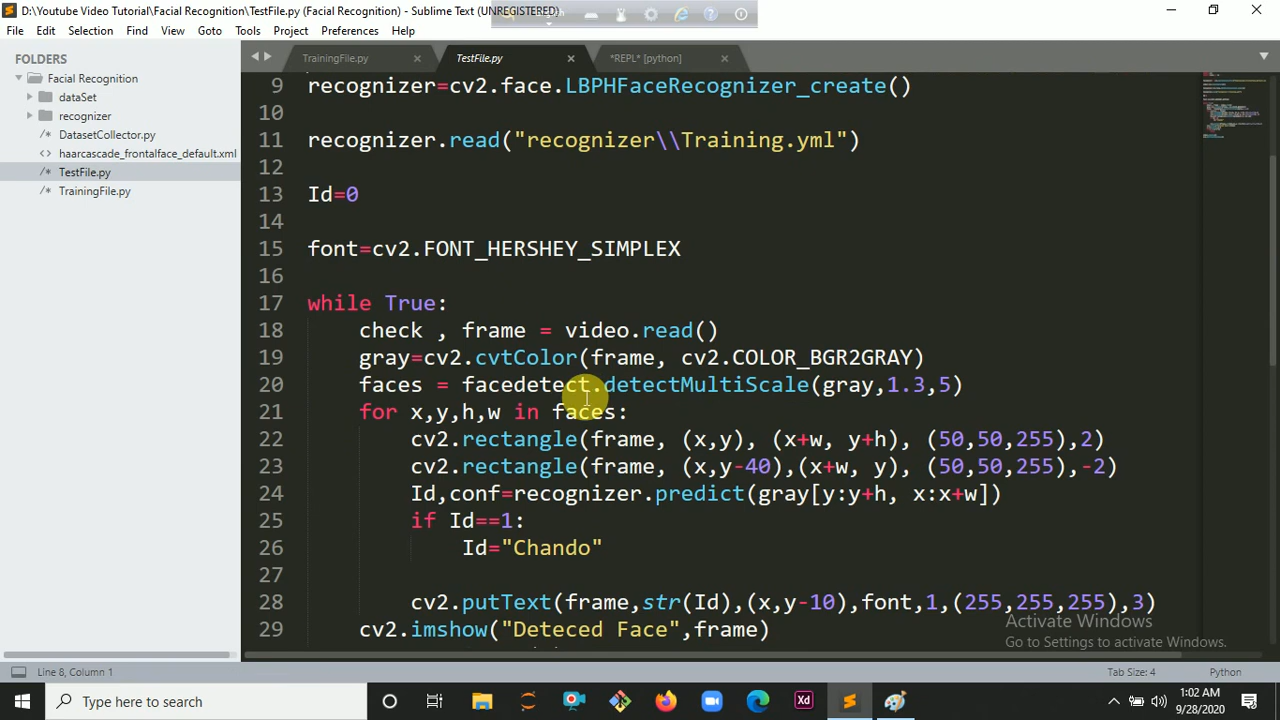 D:\Youtube Video Tutorial\Facial Recognition\TestFile.py (Facial Recognition) - Sublime Text (UNREGISTERED)
File Edit Selection Find View Goto Tools Project Preferences Help
FOLDERS
Facial Recognition
dataSet
recognizer
DatasetCollector.py
haarcascade_frontalface_default.xml
TestFile.py
TrainingFile.py
TrainingFile.py TestFile.py *REPL* [python]
9 recognizer=cv2.face.LBPHFaceRecognizer_create()
10
11 recognizer.read("recognizer\\Training.yml")
12
13 Id=0
14
15 font=cv2.FONT_HERSHEY_SIMPLEX
16
17 while True:
18 check , frame = video.read()
19 gray=cv2.cvtColor(frame, cv2.COLOR_BGR2GRAY)
20 faces = facedetect.detectMultiScale(gray,1.3,5)
21 for x,y,h,w in faces:
22 cv2.rectangle(frame, (x,y), (x+w, y+h), (50,50,255),2)
23 cv2.rectangle(frame, (x,y-40),(x+w, y), (50,50,255),-2)
24 Id,conf=recognizer.predict(gray[y:y+h, x:x+w])
25 if Id==1:
26 Id="Chando"
27
28 cv2.putText(frame,str(Id),(x,y-10),font,1,(255,255,255),3)
29 cv2.imshow("Deteced Face",frame)
Activate Windows
Go to Settings to activate Windows.
Line 8, Column 1
Tab Size: 4
Python
Type here to search
Xd
1:02 AM
9/28/2020